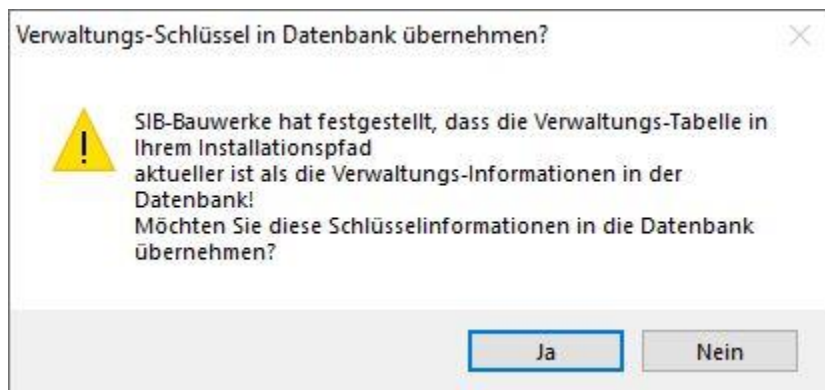 Verwaltungs-Schlüssel in Datenbank übernehmen?
SIB-Bauwerke hat festgestellt, dass die Verwaltungs-Tabelle in
Ihrem Installationspfad
aktueller ist als die Verwaltungs-Informationen in der
Datenbank!
Möchten Sie diese Schlüsselinformationen in die Datenbank
übernehmen?
Ja
Nein